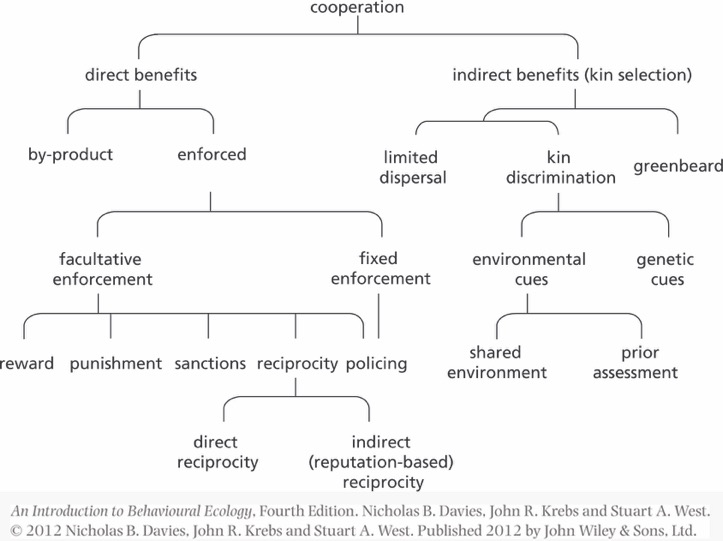 cooperation
direct benefits
indirect benefits (kin selection)
by-product
enforced
limited
dispersal
kin
discrimination
greenbeard
facultative
enforcement
fixed
enforcement
environmental
cues
genetic
cues
reward
punishment
sanctions
reciprocity
policing
shared
environment
prior
assessment
direct
reciprocity
indirect
(reputation-based)
reciprocity
An Introduction to Behavioural Ecology, Fourth Edition. Nicholas B. Davies, John R. Krebs and Stuart A. West.
© 2012 Nicholas B. Davies, John R. Krebs and Stuart A. West. Published 2012 by John Wiley & Sons, Ltd.